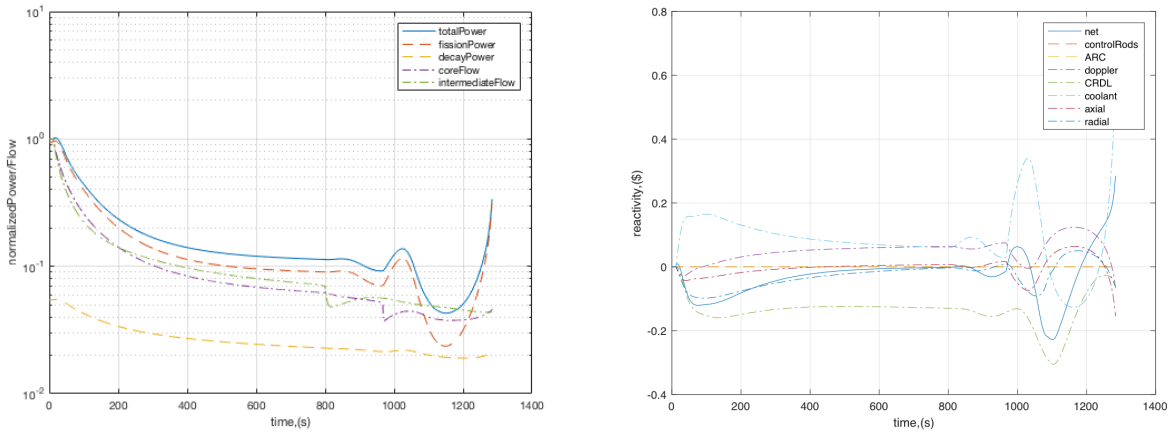 10^1
10^0
10^-1
10^-2
normalizedPower/Flow
0
200
400
600
800
1000
1200
1400
time,(s)
totalPower
fissionPower
decayPower
coreFlow
intermediateFlow
0.8
0.6
0.4
0.2
0
-0.2
-0.4
reactivity,($)
0
200
400
600
800
1000
1200
1400
time,(s)
net
controlRods
ARC
doppler
CRDL
coolant
axial
radial